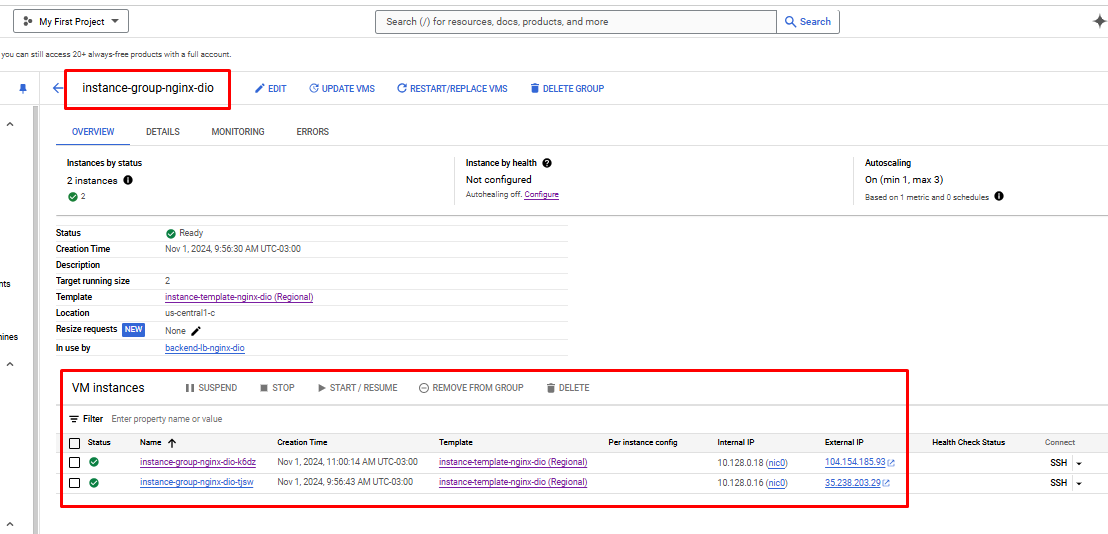 My First Project
Search (/) for resources, docs, products, and more
Search
you can still access 20+ always-free products with a full account.
instance-group-nginx-dio EDIT UPDATE VMS RESTART/REPLACE VMS DELETE GROUP
OVERVIEW DETAILS MONITORING ERRORS
Instances by status Instance by health Autoscaling
2 instances Not configured On (min 1, max 3)
2 Autohealing off. Configure Based on 1 metric and 0 schedules
Status Ready
Creation Time Nov 1, 2024, 9:56:30 AM UTC-03:00
Description
Target running size 2
nts
Template instance-template-nginx-dio (Regional)
Location us-central1-c
Resize requests NEW None
hines
In use by backend-lb-nginx-dio
VM instances SUSPEND STOP START / RESUME REMOVE FROM GROUP DELETE
Filter Enter property name or value
Status Name Creation Time Template Per instance config Internal IP External IP Health Check Status Connect
instance-group-nginx-dio-k6dz Nov 1, 2024, 11:00:14 AM UTC-03:00 instance-template-nginx-dio (Regional) 10.128.0.18 (nic0) 104.154.185.93 SSH
instance-group-nginx-dio-tjsw Nov 1, 2024, 9:56:43 AM UTC-03:00 instance-template-nginx-dio (Regional) 10.128.0.16 (nic0) 35.238.203.29 SSH